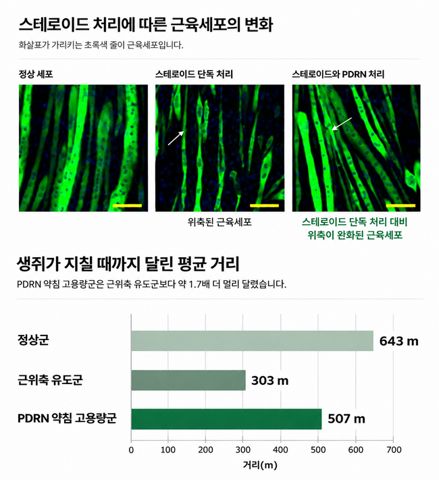 스테로이드 처리에 따른 근육세포의 변화
화살표가 가리키는 초록색 줄이 근육세포입니다.
정상 세포
스테로이드 단독 처리
스테로이드와 PDRN 처리
위축된 근육세포
스테로이드 단독 처리 대비
위축이 완화된 근육세포
생쥐가 지칠 때까지 달린 평균 거리
PDRN 약침 고용량군은 근위축 유도군보다 약 1.7배 더 멀리 달렸습니다.
정상군
643 m
근위축 유도군
303 m
PDRN 약침 고용량군
507 m
0 100 200 300 400 500 600 700
거리(m)